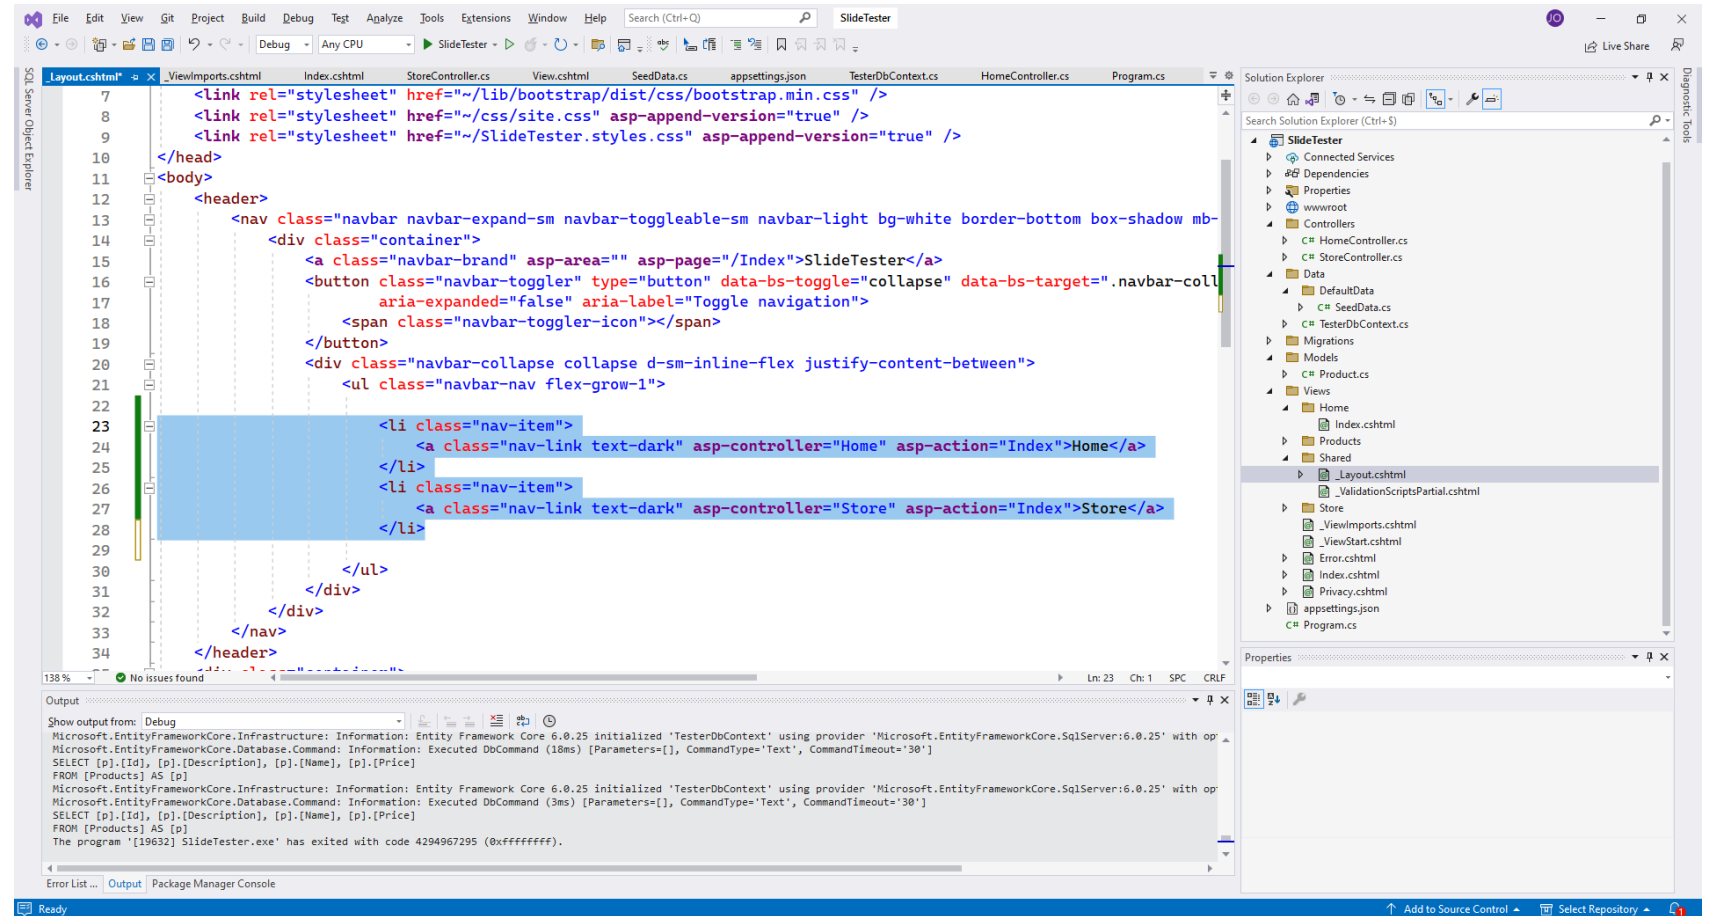 File Edit View Git Project Build Debug Test Analyze Tools Extensions Window Help Search (Ctrl+Q) SlideTester JO
Debug Any CPU SlideTester Live Share
SQL Server Object Explorer
_Layout.cshtml* _ViewImports.cshtml Index.cshtml StoreController.cs View.cshtml SeedData.cs appsettings.json TesterDbContext.cs HomeController.cs Program.cs
7 <link rel="stylesheet" href="~/lib/bootstrap/dist/css/bootstrap.min.css" />
8 <link rel="stylesheet" href="~/css/site.css" asp-append-version="true" />
9 <link rel="stylesheet" href="~/SlideTester.styles.css" asp-append-version="true" />
10 </head>
11 <body>
12 <header>
13 <nav class="navbar navbar-expand-sm navbar-toggleable-sm navbar-light bg-white border-bottom box-shadow mb-
14 <div class="container">
15 <a class="navbar-brand" asp-area="" asp-page="/Index">SlideTester</a>
16 <button class="navbar-toggler" type="button" data-bs-toggle="collapse" data-bs-target=".navbar-coll
17 aria-expanded="false" aria-label="Toggle navigation">
18 <span class="navbar-toggler-icon"></span>
19 </button>
20 <div class="navbar-collapse collapse d-sm-inline-flex justify-content-between">
21 <ul class="navbar-nav flex-grow-1">
22
23 <li class="nav-item">
24 <a class="nav-link text-dark" asp-controller="Home" asp-action="Index">Home</a>
25 </li>
26 <li class="nav-item">
27 <a class="nav-link text-dark" asp-controller="Store" asp-action="Index">Store</a>
28 </li>
29
30 </ul>
31 </div>
32 </div>
33 </nav>
34 </header>
138 % No issues found Ln: 23 Ch: 1 SPC CRLF
Output
Show output from: Debug
Microsoft.EntityFrameworkCore.Infrastructure: Information: Entity Framework Core 6.0.25 initialized 'TesterDbContext' using provider 'Microsoft.EntityFrameworkCore.SqlServer:6.0.25' with op
Microsoft.EntityFrameworkCore.Database.Command: Information: Executed DbCommand (18ms) [Parameters=[], CommandType='Text', CommandTimeout='30']
SELECT [p].[Id], [p].[Description], [p].[Name], [p].[Price]
FROM [Products] AS [p]
Microsoft.EntityFrameworkCore.Infrastructure: Information: Entity Framework Core 6.0.25 initialized 'TesterDbContext' using provider 'Microsoft.EntityFrameworkCore.SqlServer:6.0.25' with op
Microsoft.EntityFrameworkCore.Database.Command: Information: Executed DbCommand (3ms) [Parameters=[], CommandType='Text', CommandTimeout='30']
SELECT [p].[Id], [p].[Description], [p].[Name], [p].[Price]
FROM [Products] AS [p]
The program '[19632] SlideTester.exe' has exited with code 4294967295 (0xffffffff).
Error List ... Output Package Manager Console
Solution Explorer
Search Solution Explorer (Ctrl+$)
SlideTester
Connected Services
Dependencies
Properties
wwwroot
Controllers
C# HomeController.cs
C# StoreController.cs
Data
DefaultData
C# SeedData.cs
C# TesterDbContext.cs
Migrations
Models
C# Product.cs
Views
Home
Index.cshtml
Products
Shared
_Layout.cshtml
_ValidationScriptsPartial.cshtml
Store
_ViewImports.cshtml
_ViewStart.cshtml
Error.cshtml
Index.cshtml
Privacy.cshtml
appsettings.json
C# Program.cs
Properties
Diagnostic Tools
Ready Add to Source Control Select Repository 1